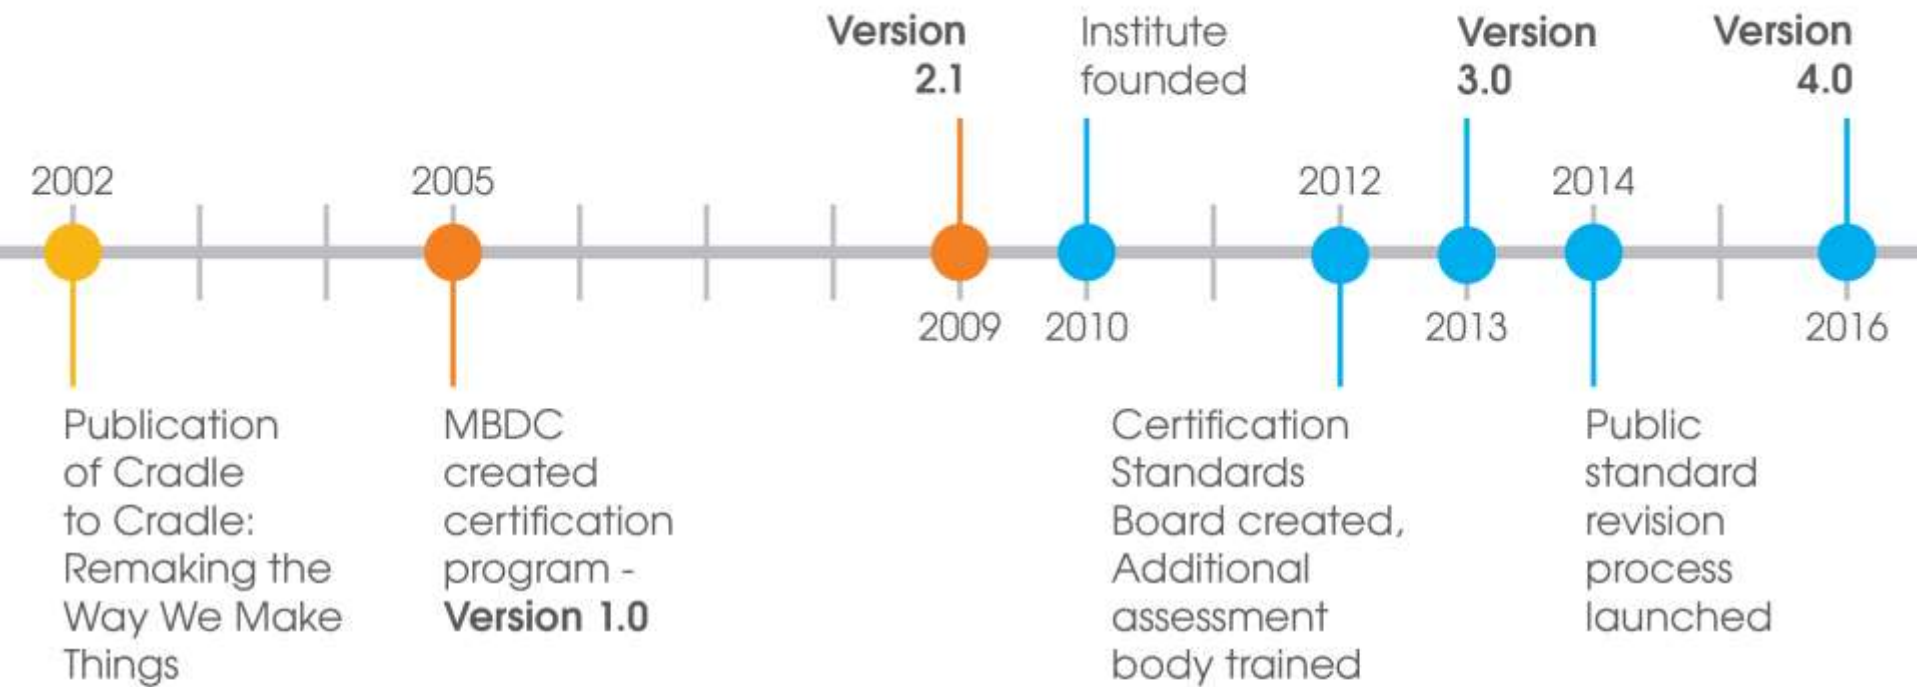 Version
2.1
Institute
founded
Version
3.0
Version
4.0
2002
2005
2012
2014
2009
2010
2013
2016
Publication
of Cradle
to Cradle:
Remaking the
Way We Make
Things
MBDC
created
certification
program -
Version 1.0
Certification
Standards
Board created,
Additional
assessment
body trained
Public
standard
revision
process
launched